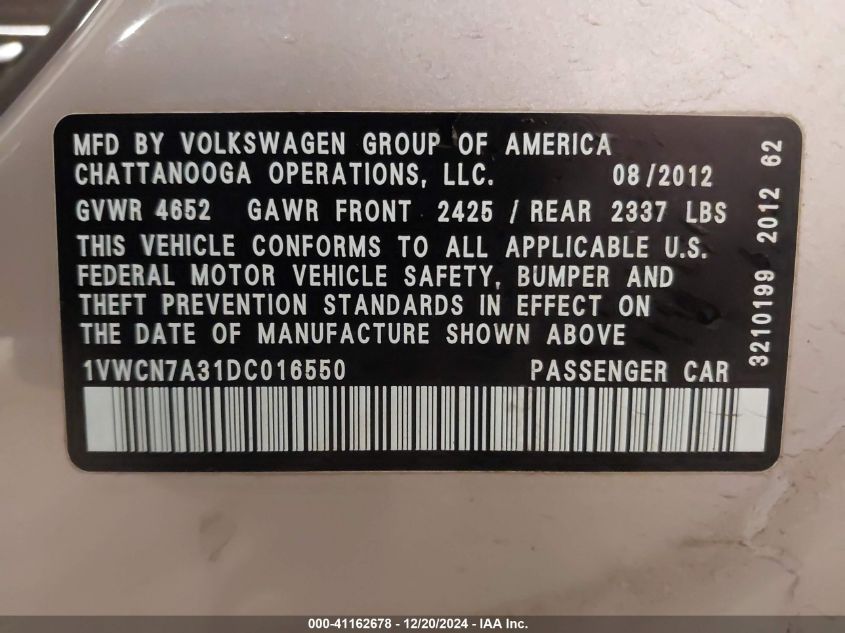 MFD BY VOLKSWAGEN GROUP OF AMERICA
CHATTANOOGA OPERATIONS, LLC. 08/2012
GVWR 4652 GAWR FRONT 2425 / REAR 2337 LBS
THIS VEHICLE CONFORMS TO ALL APPLICABLE U.S.
FEDERAL MOTOR VEHICLE SAFETY, BUMPER AND
THEFT PREVENTION STANDARDS IN EFFECT ON
THE DATE OF MANUFACTURE SHOWN ABOVE
1VWCN7A31DC016550 PASSENGER CAR
3210199 2012 62
000-41162678 - 12/20/2024 - IAAI.com.